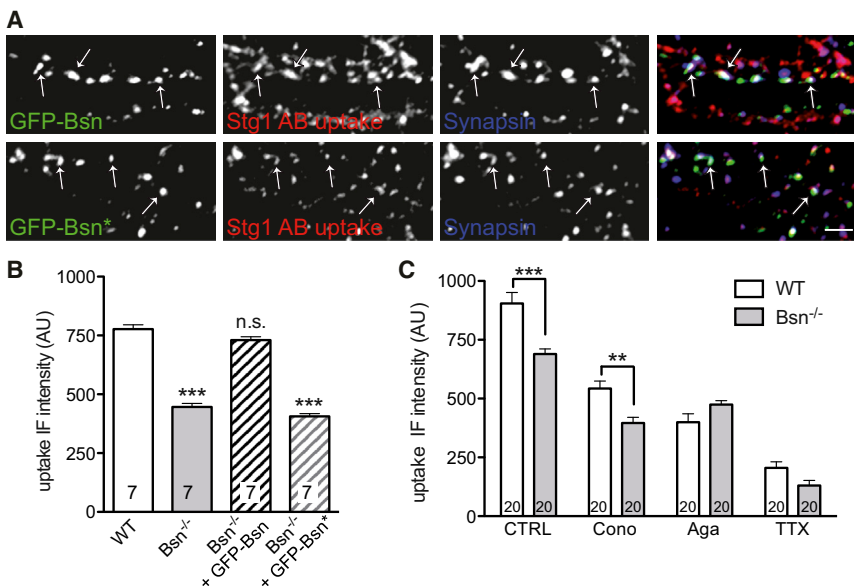 A
GFP-Bsn
Stg1 AB uptake
Synapsin
GFP-Bsn*
Stg1 AB uptake
Synapsin
B
uptake IF intensity (AU)
1000
750
500
250
0
***
n.s.
***
7
7
7
7
WT
Bsn-/-
Bsn-/-
+ GFP-Bsn
Bsn-/-
+ GFP-Bsn*
C
uptake IF intensity (AU)
1000
750
500
250
0
***
**
WT
Bsn-/-
20
20
20
20
20
20
20
20
CTRL
Cono
Aga
TTX